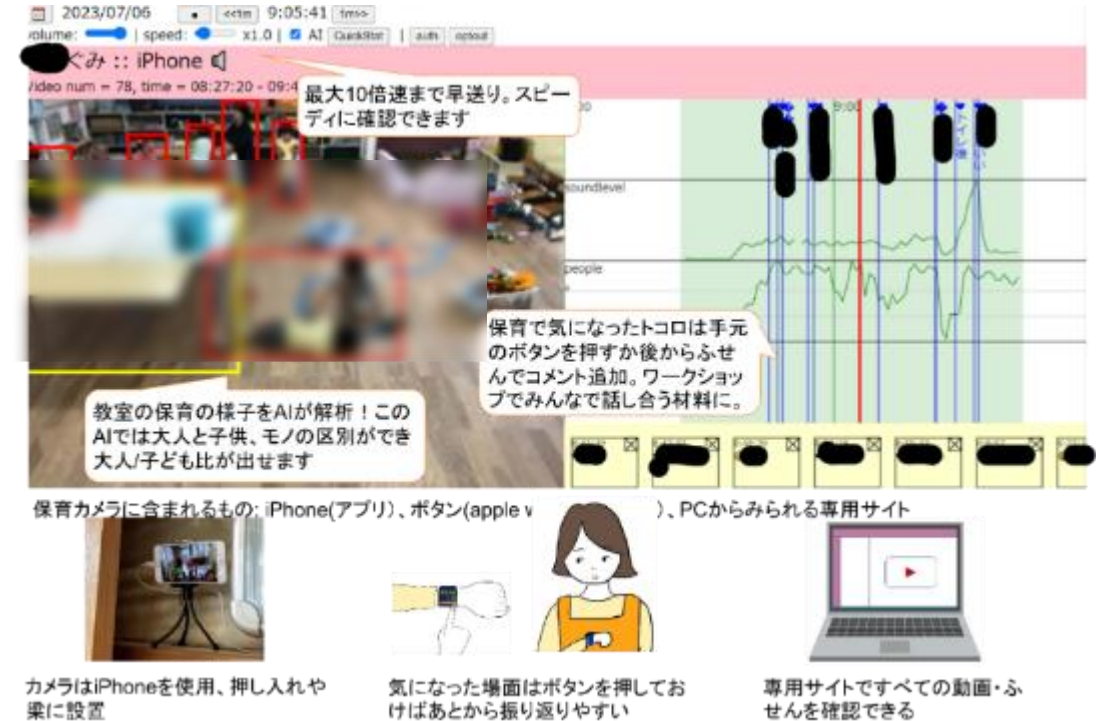 2023/07/06 <<tm 9:05:41 tm>>
volume: | speed: x1.0 | AI QuickStat | auth optout
ぐみ :: iPhone
Video num = 78, time = 08:27:20 - 09:4
最大10倍速まで早送り。スピー
ディに確認できます
9:00
soundlevel
people
保育で気になったトコロは手元
のボタンを押すか後からふせ
んでコメント追加。ワークショッ
プでみんなで話し合う材料に。
教室の保育の様子をAIが解析！この
AIでは大人と子供、モノの区別ができ
大人/子ども比が出せます
保育カメラに含まれるもの: iPhone(アプリ)、ボタン(apple w )、PCからみられる専用サイト
カメラはiPhoneを使用、押し入れや
梁に設置
気になった場面はボタンを押してお
けばあとから振り返りやすい
専用サイトですべての動画・ふ
せんを確認できる